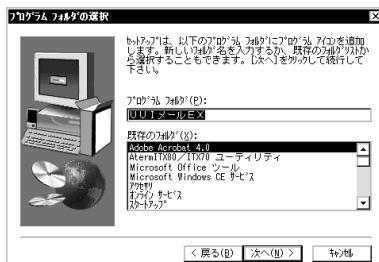 ﾌﾟﾛｸﾞﾗﾑ ﾌｫﾙﾀﾞの選択
ｾｯﾄｱｯﾌﾟは、以下のﾌﾟﾛｸﾞﾗﾑ ﾌｫﾙﾀﾞにﾌﾟﾛｸﾞﾗﾑ ｱｲｺﾝを追加
します。新しいﾌｫﾙﾀﾞ名を入力するか、既存のﾌｫﾙﾀﾞﾘｽﾄか
ら選択することもできます。[次へ]をｸﾘｯｸして続行して
下さい。
ﾌﾟﾛｸﾞﾗﾑ ﾌｫﾙﾀﾞ(P):
ＵＵＩメールＥＸ
既存のﾌｫﾙﾀﾞ(X):
Adobe Acrobat 4.0
AtermITX80／ITX70 ユーティリティ
Microsoft Office ツール
Microsoft Windows CE ｻｰﾋﾞｽ
ｱｸｾｻﾘ
ｵﾝﾗｲﾝ ｻｰﾋﾞｽ
ｽﾀｰﾄｱｯﾌﾟ
< 戻る(B)
次へ(N) >
ｷｬﾝｾﾙ